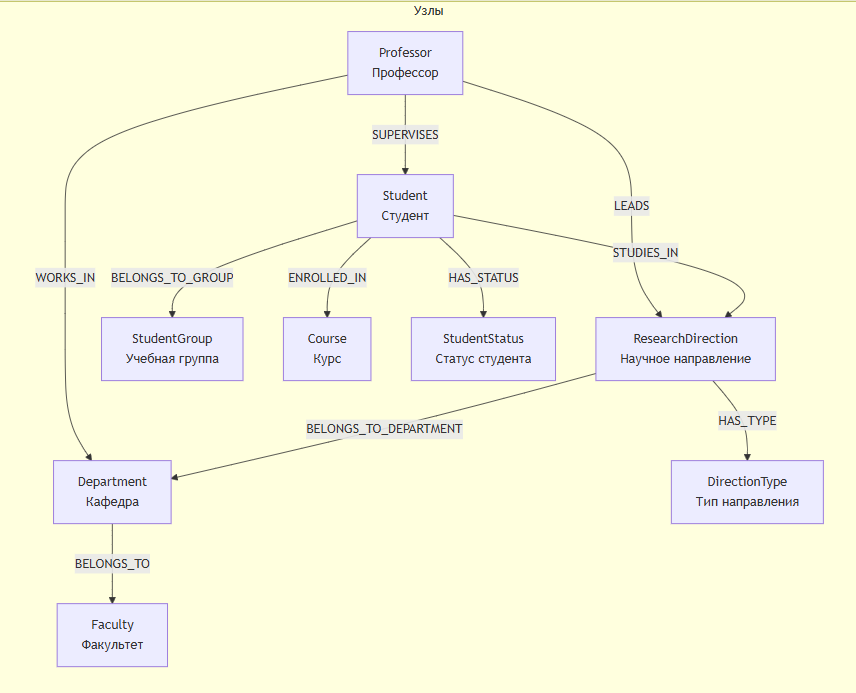 Узлы
Professor
Профессор
SUPERVISES
Student
Студент
LEADS
STUDIES_IN
WORKS_IN
BELONGS_TO_GROUP
ENROLLED_IN
HAS_STATUS
StudentGroup
Учебная группа
Course
Курс
StudentStatus
Статус студента
ResearchDirection
Научное направление
BELONGS_TO_DEPARTMENT
HAS_TYPE
Department
Кафедра
DirectionType
Тип направления
BELONGS_TO
Faculty
Факультет